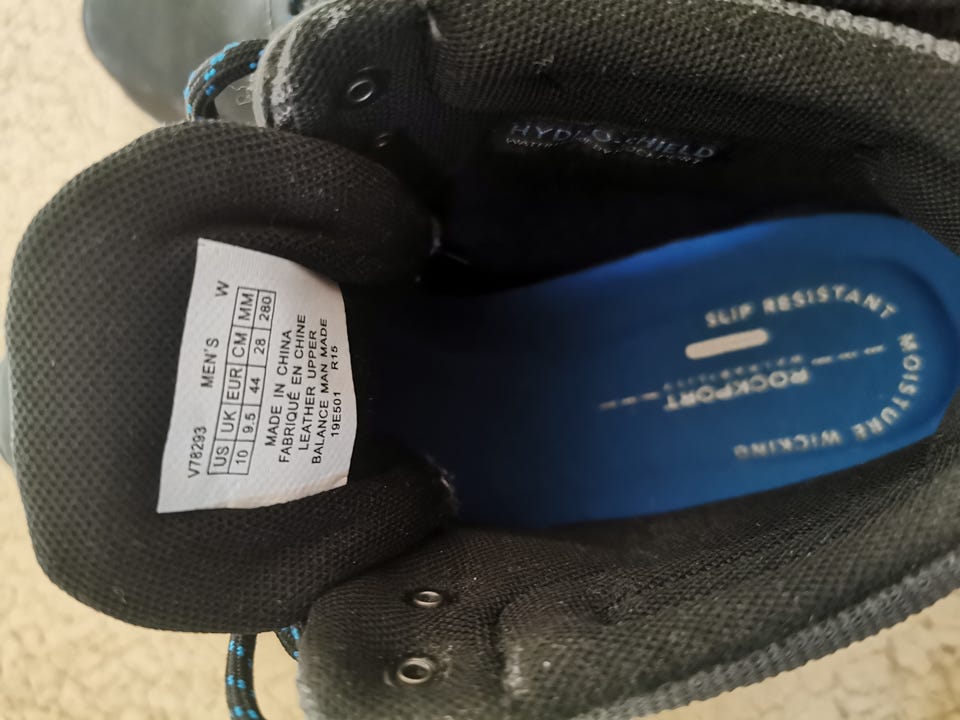 V78293 MEN'S W
US UK EUR CM MM
10 9.5 44 28 280
MADE IN CHINA
FABRIQUÉ EN CHINE
LEATHER UPPER
BALANCE MAN MADE
19E501 R15
HYDRO-SHIELD
SLIP RESISTANT
MOISTURE WICKING
ROCKPORT